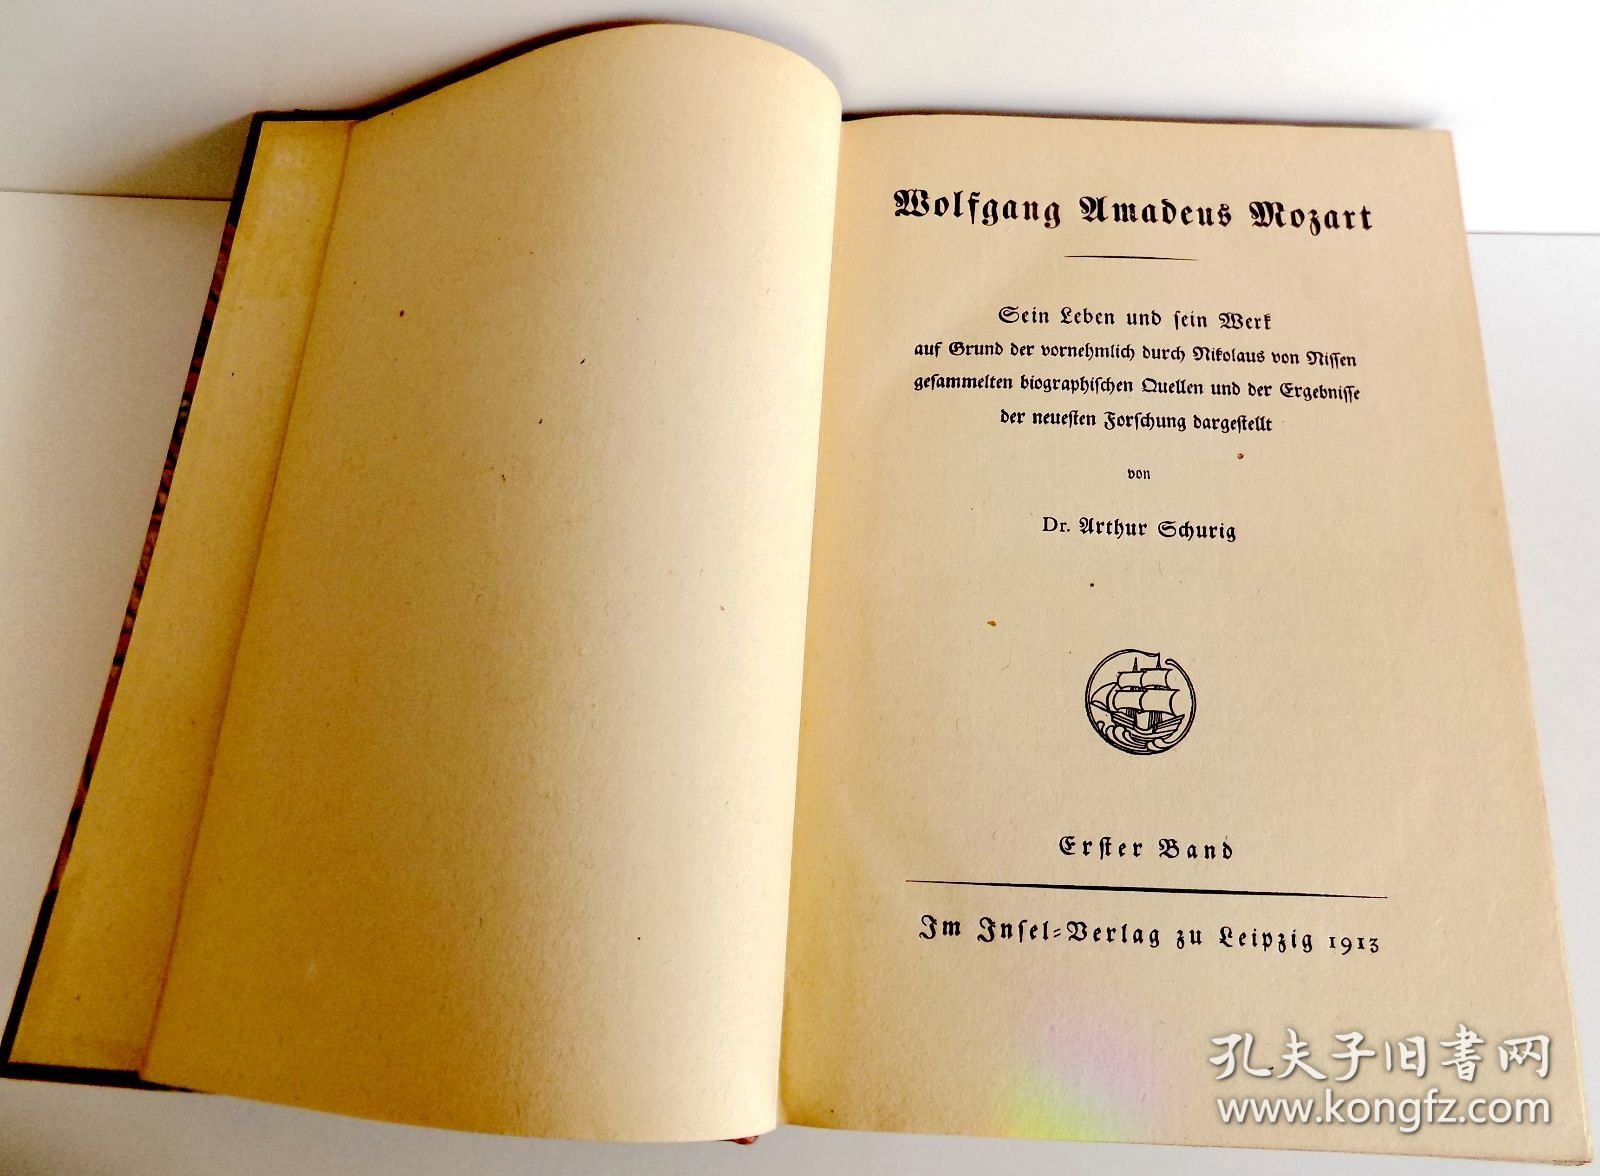 Wolfgang Amadeus Mozart
Sein Leben und sein Werk
auf Grund der vornehmlich durch Nikolaus von Nissen
gesammelten biographischen Quellen und der Ergebnisse
der neuesten Forschung dargestellt
von
Dr. Arthur Schurig
Erster Band
Im Insel-Verlag zu Leipzig 1913
孔夫子旧书网
www.kongfz.com